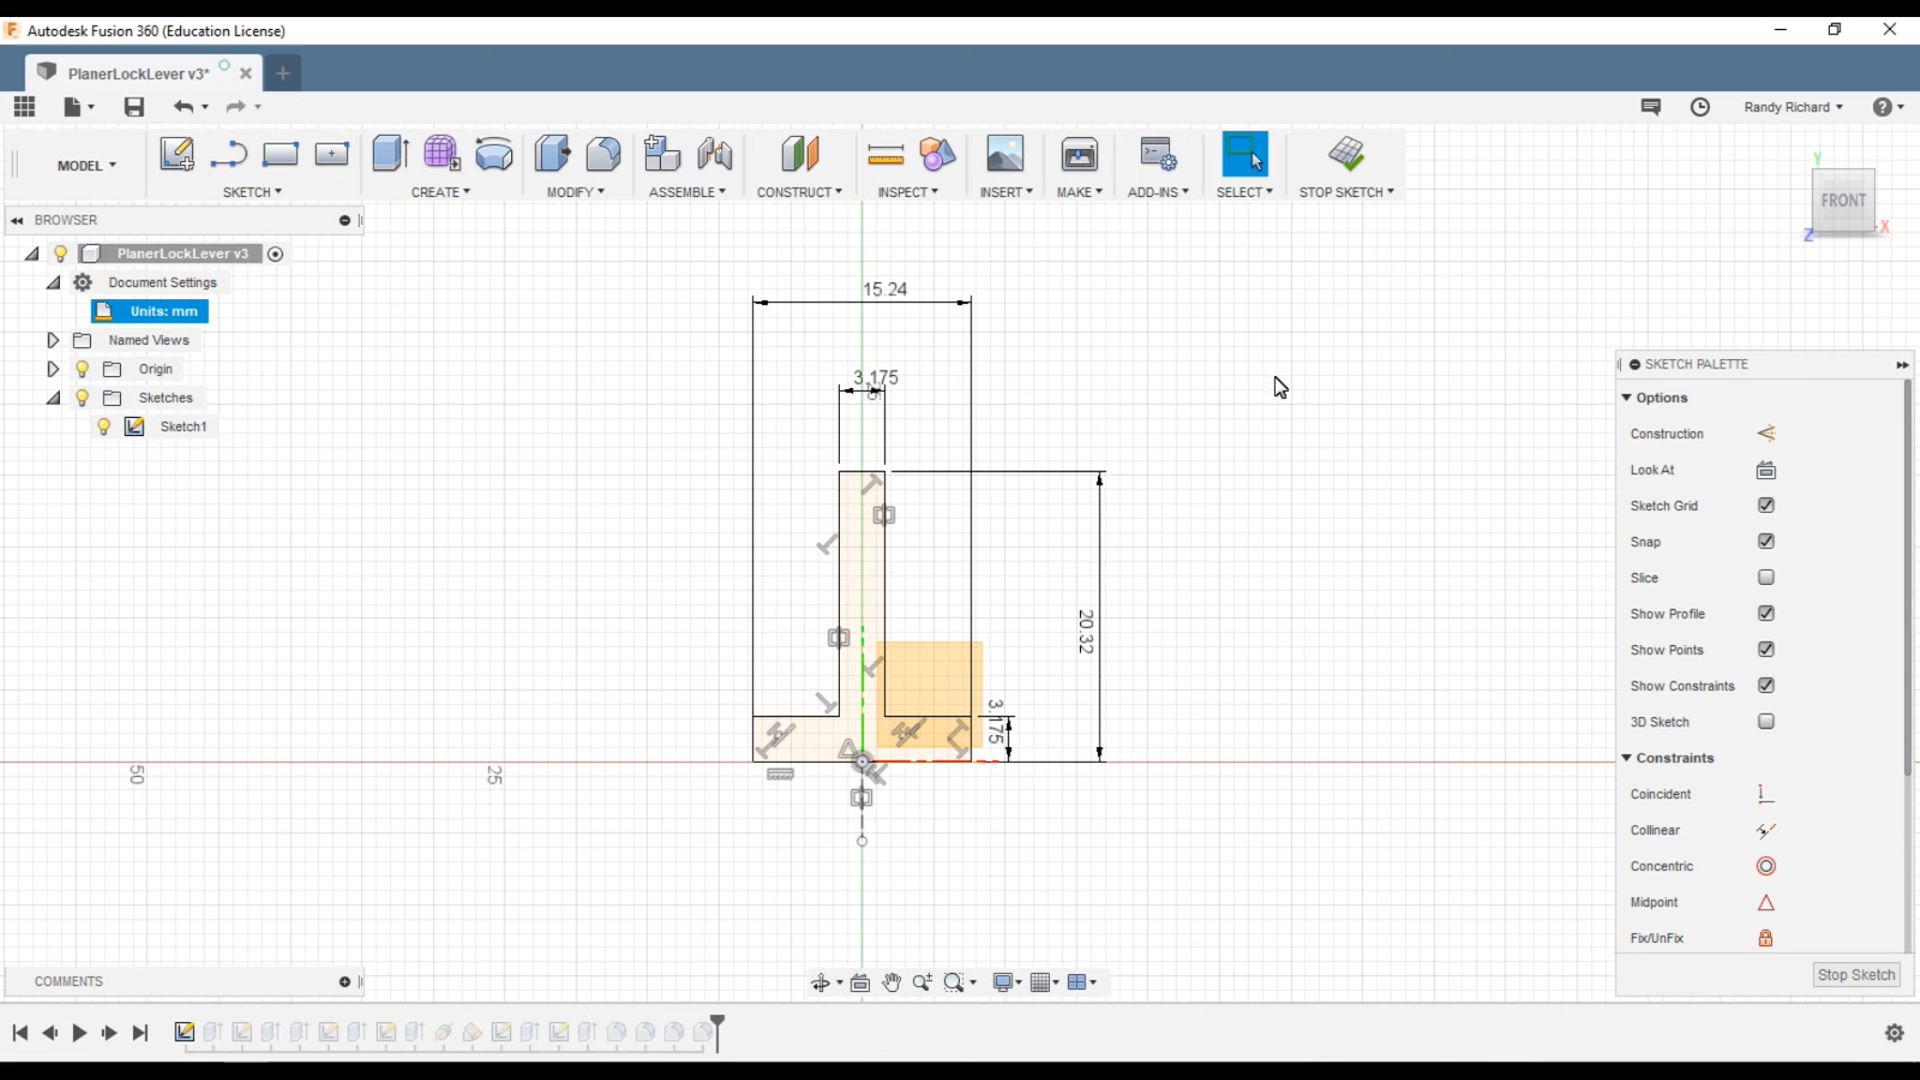 Autodesk Fusion 360 (Education License)
PlanerLockLever v3*
Randy Richard
MODEL
SKETCH
CREATE
MODIFY
ASSEMBLE
CONSTRUCT
INSPECT
INSERT
MAKE
ADD-INS
SELECT
STOP SKETCH
Y
FRONT
X
Z
BROWSER
PlanerLockLever v3
Document Settings
Units: mm
Named Views
Origin
Sketches
Sketch1
15.24
3.175
20.32
3.175
50
25
SKETCH PALETTE
Options
Construction
Look At
Sketch Grid
Snap
Slice
Show Profile
Show Points
Show Constraints
3D Sketch
Constraints
Coincident
Collinear
Concentric
Midpoint
Fix/UnFix
Stop Sketch
COMMENTS